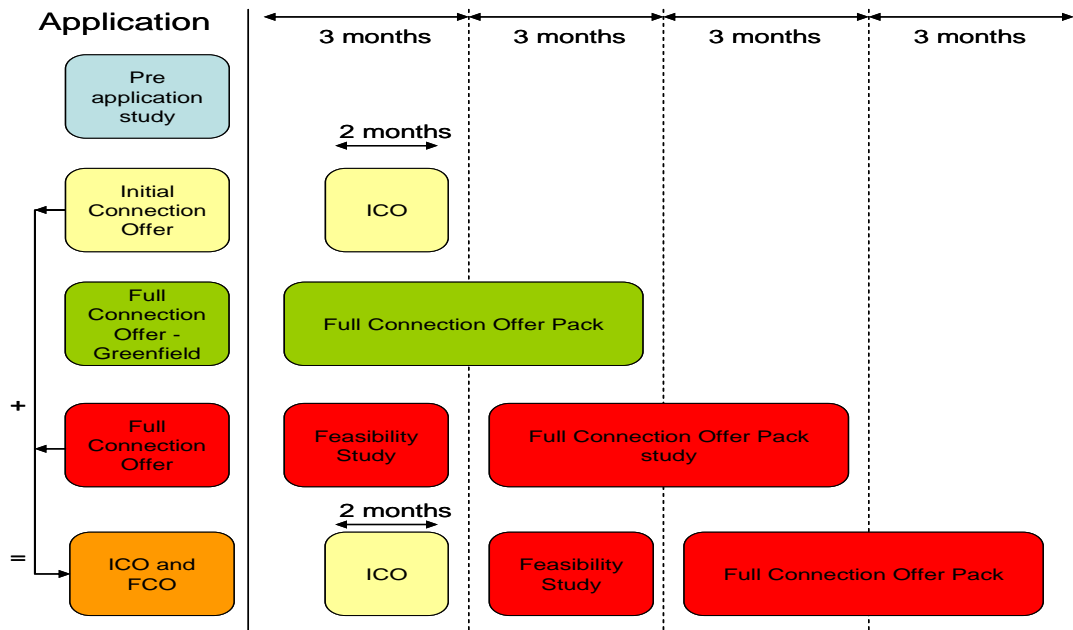 Application
3 months
3 months
3 months
3 months
Pre
application
study
2 months
Initial
Connection
Offer
ICO
Full
Connection
Offer -
Greenfield
Full Connection Offer Pack
+
Full
Connection
Offer
Feasibility
Study
Full Connection Offer Pack
study
2 months
=
ICO and
FCO
ICO
Feasibility
Study
Full Connection Offer Pack